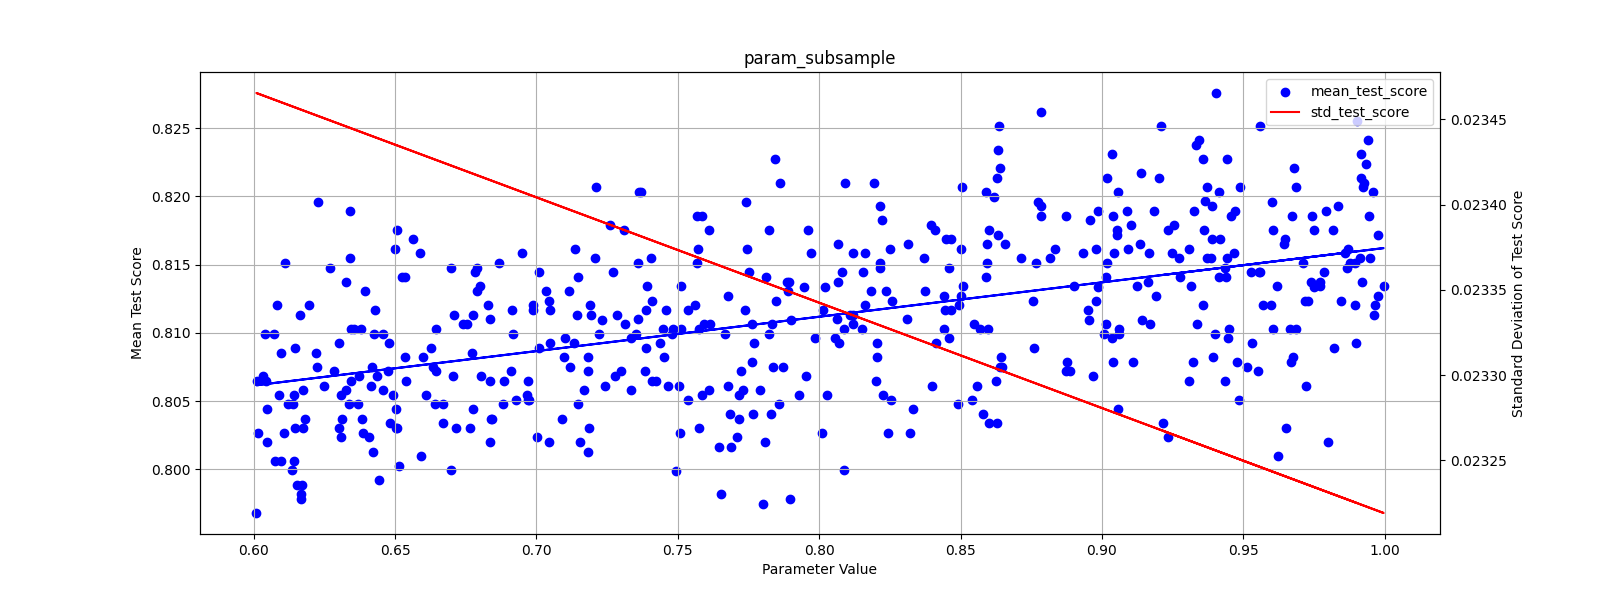 param_subsample
mean_test_score
std_test_score
0.825
0.820
0.815
0.810
0.805
0.800
Mean Test Score
0.02345
0.02340
0.02335
0.02330
0.02325
Standard Deviation of Test Score
0.60 0.65 0.70 0.75 0.80 0.85 0.90 0.95 1.00
Parameter Value